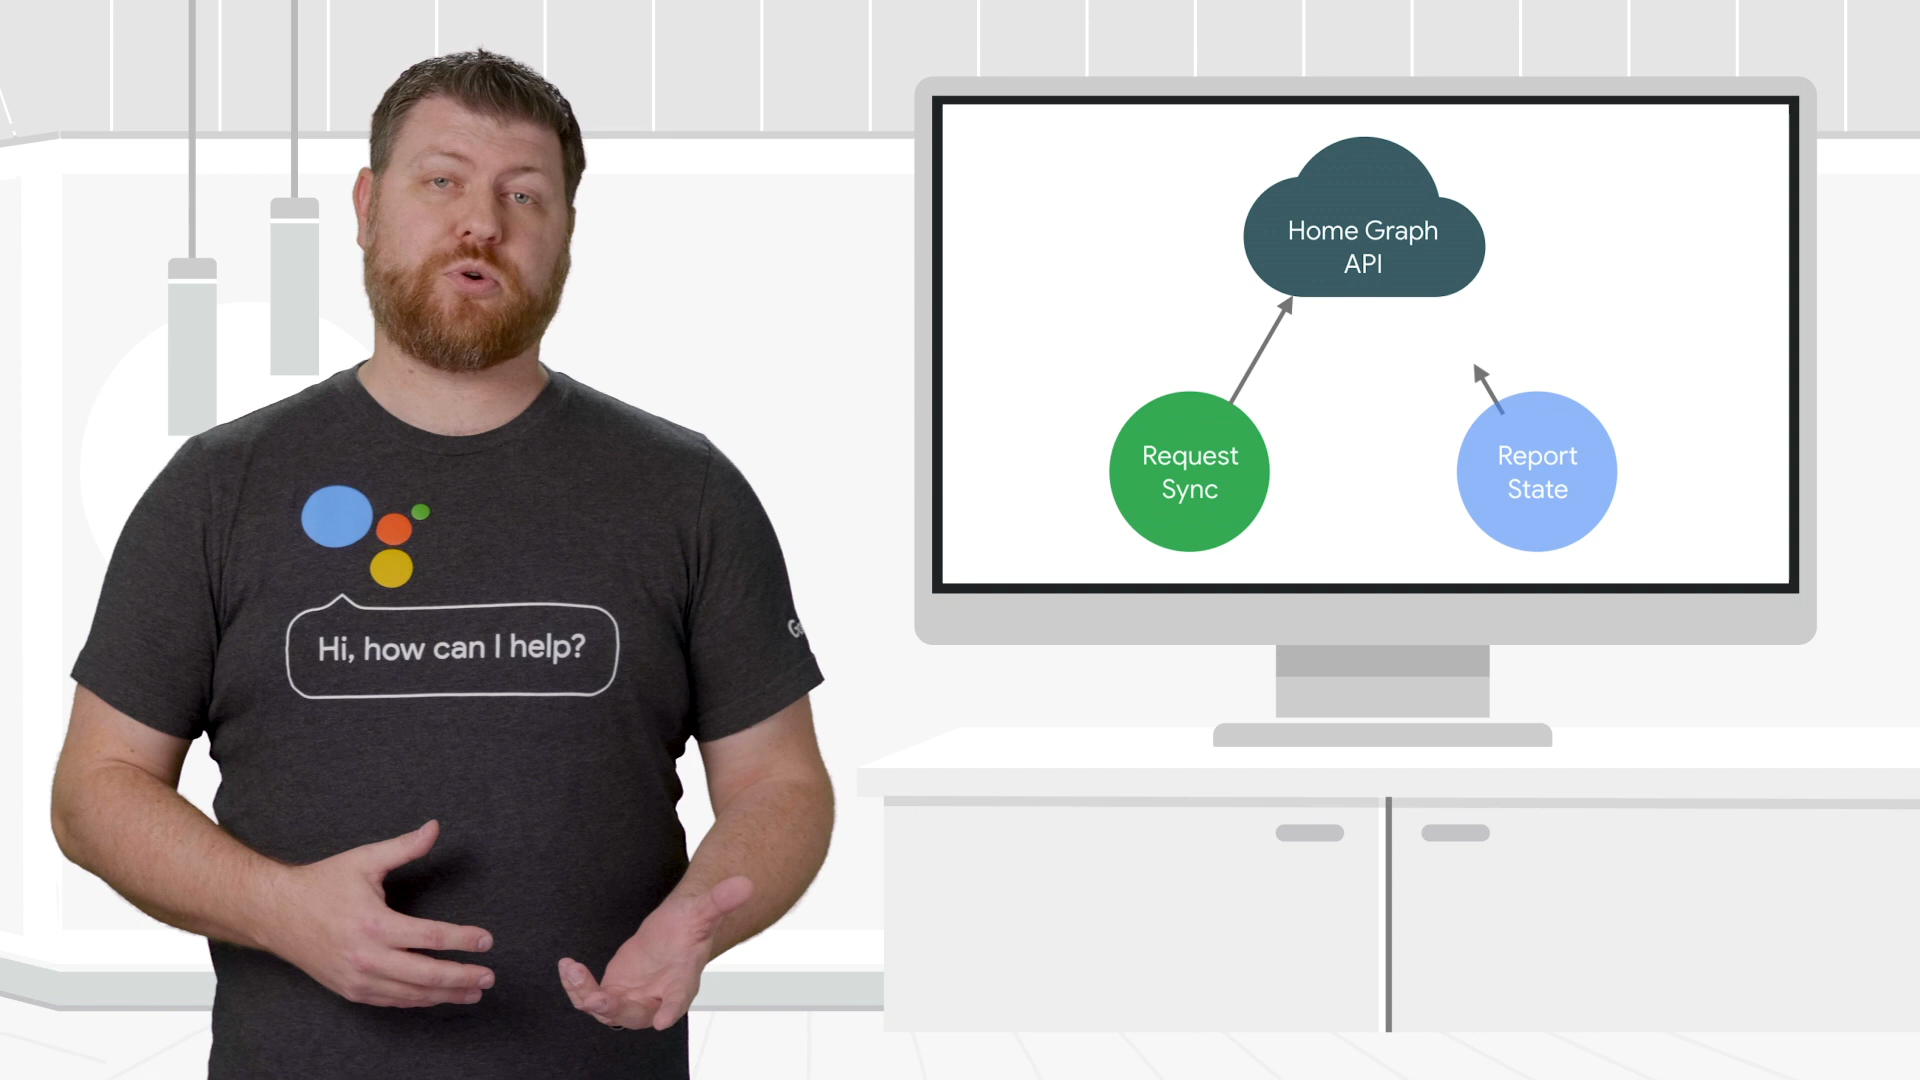 Home Graph
API
Request
Sync
Report
State
Hi, how can I help?